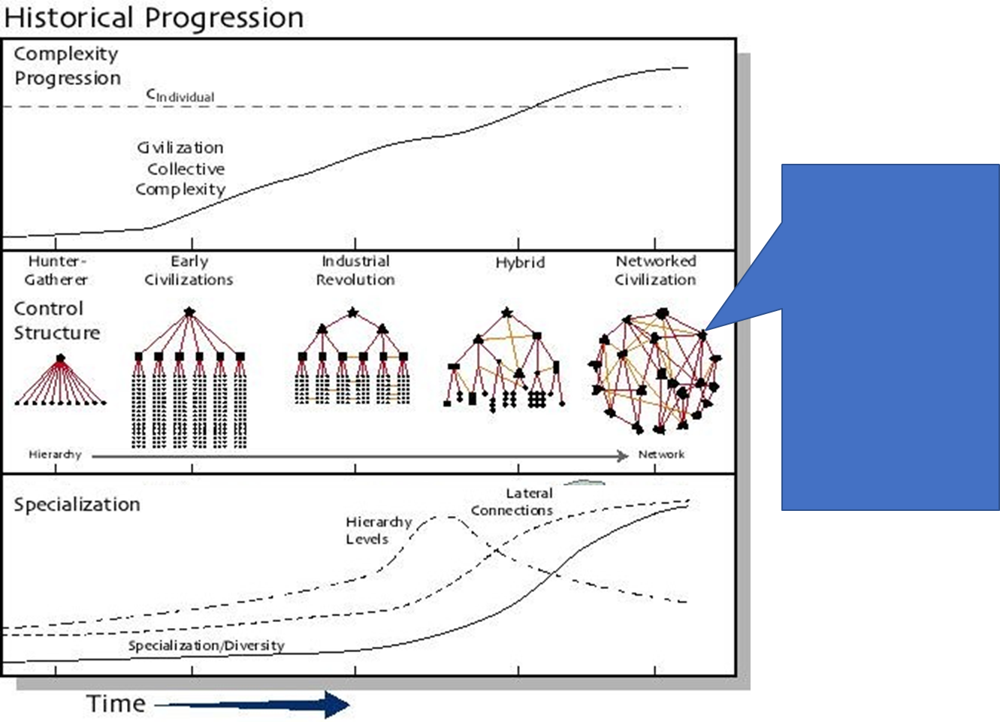 Historical Progression
Complexity
Progression
CIndividual
Civilization
Collective
Complexity
Hunter-
Gatherer
Early
Civilizations
Industrial
Revolution
Hybrid
Networked
Civilization
Control
Structure
Hierarchy
Network
Specialization
Hierarchy
Levels
Lateral
Connections
Specialization/Diversity
Time